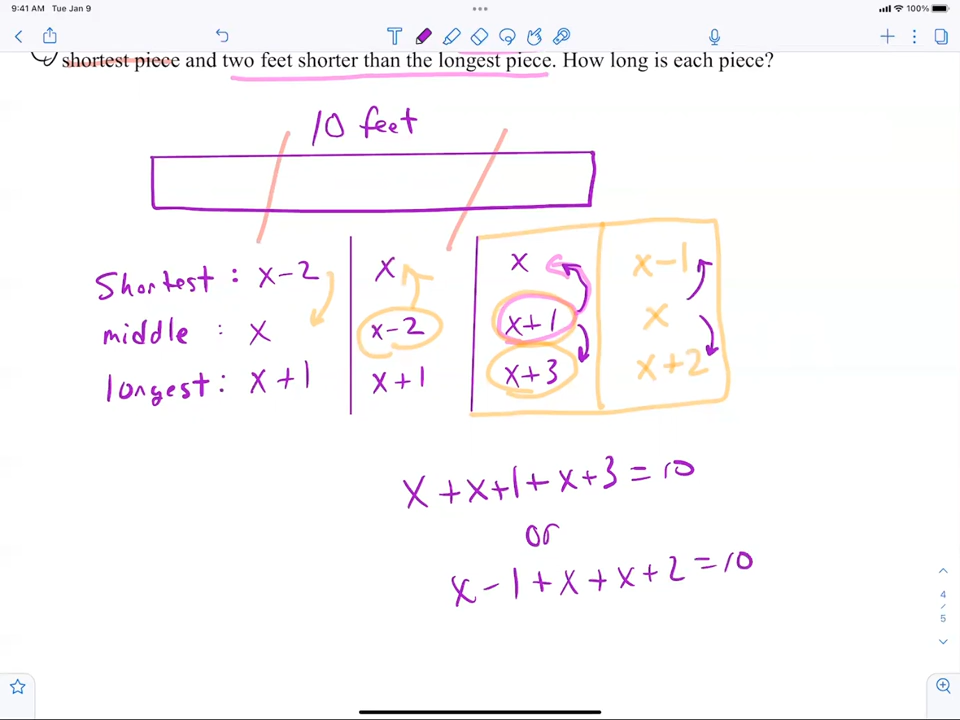 9:41 AM Tue Jan 9
100%
shortest piece and two feet shorter than the longest piece. How long is each piece?
10 feet
Shortest : x-2 x x x-1
middle : x x-2 x+1 x
longest : x+1 x+1 x+3 x+2
x+x+1+x+3=10
or
x-1+x+x+2=10
4
/
5